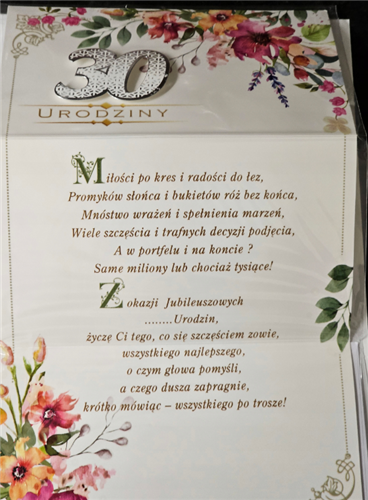 30
URODZINY
Miłości po kres i radości do łez,
Promyków słońca i bukietów róż bez końca,
Mnóstwo wrażeń i spełnienia marzeń,
Wiele szczęścia i trafnych decyzji podjęcia,
A w portfelu i na koncie ?
Same miliony lub chociaż tysiące!
Z okazji Jubileuszowych
........Urodzin,
życzę Ci tego, co się szczęściem zowie,
wszystkiego najlepszego,
o czym głowa pomyśli,
a czego dusza zapragnie,
krótko mówiąc – wszystkiego po trosze!